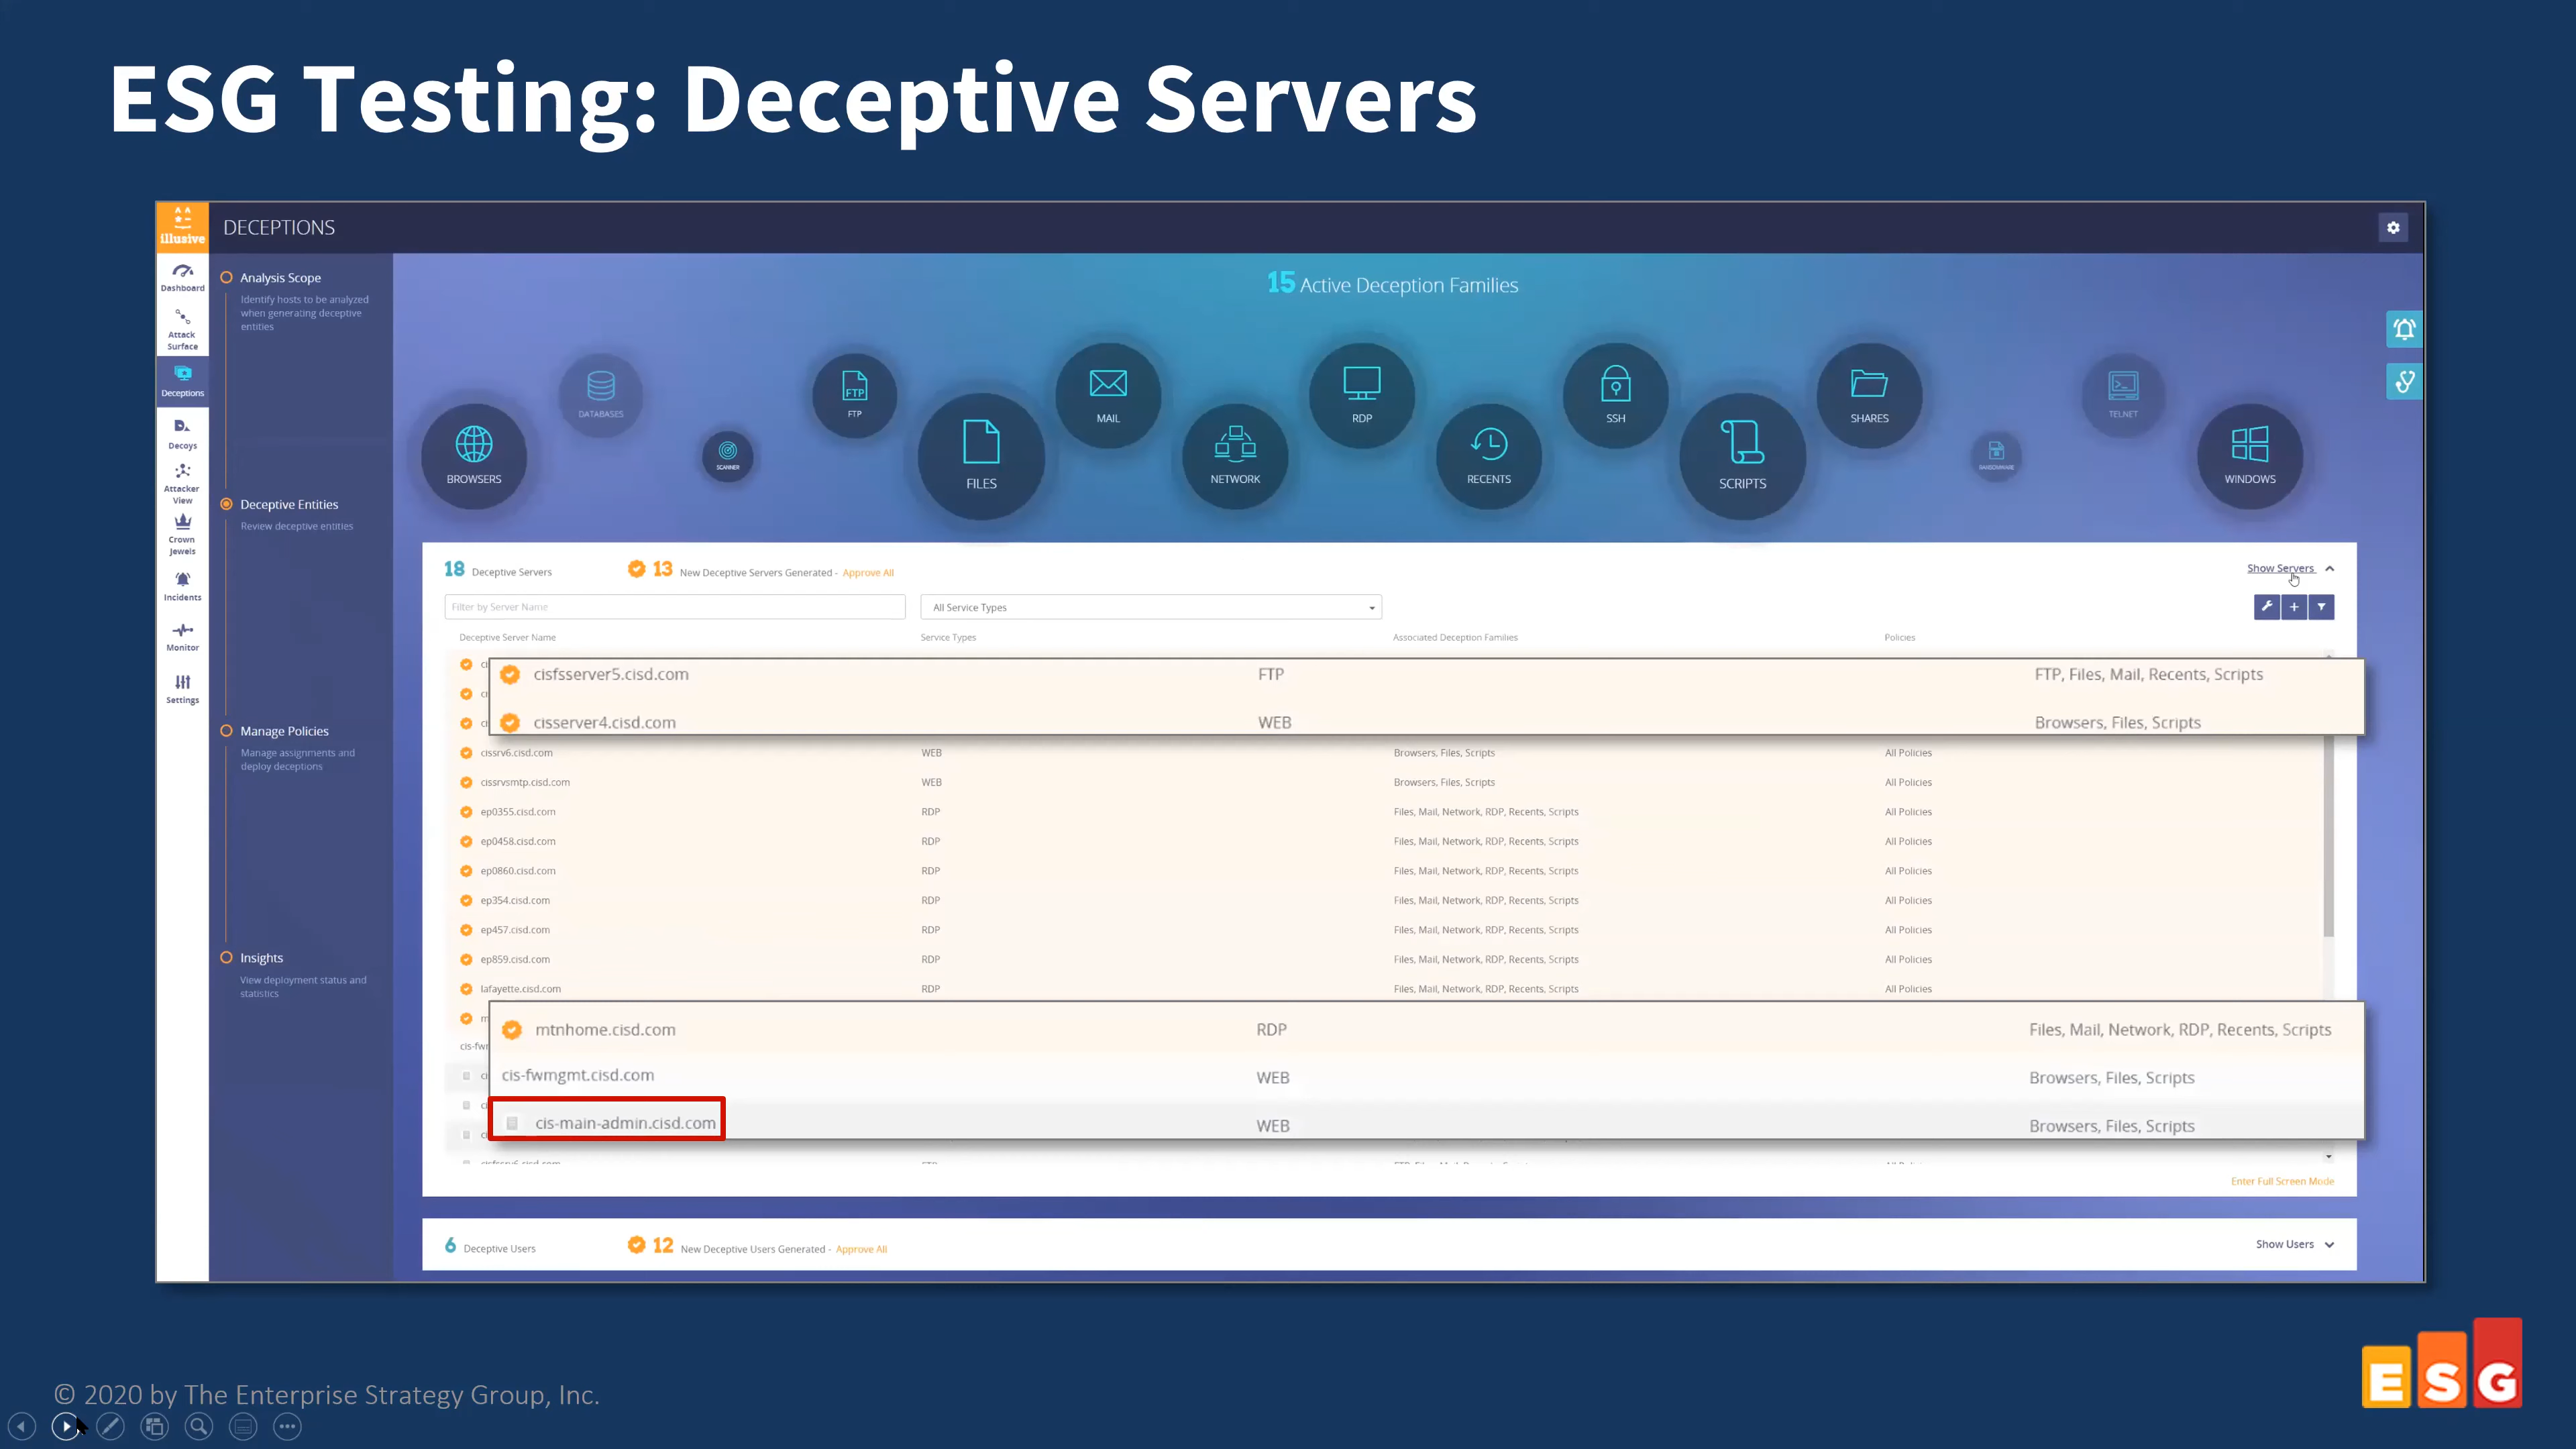 ESG Testing: Deceptive Servers
illusive
DECEPTIONS
Dashboard
Attack
Surface
Deceptions
Decoys
Attacker
View
Crown
Jewels
Incidents
Monitor
Settings
Analysis Scope
Identify hosts to be analyzed
when generating deceptive
entities
Deceptive Entities
Review deceptive entities
Manage Policies
Manage assignments and
deploy deceptions
Insights
View deployment status and
statistics
15 Active Deception Families
BROWSERS
DATABASES
SCANNER
FTP
FTP
FILES
MAIL
NETWORK
RDP
RECENTS
SSH
SCRIPTS
SHARES
RANSOMWARE
TELNET
WINDOWS
18 Deceptive Servers 13 New Deceptive Servers Generated - Approve All Show Servers
Filter by Server Name All Service Types
Deceptive Server Name Service Types Associated Deception Families Policies
cisfsserver5.cisd.com FTP FTP, Files, Mail, Recents, Scripts
cisserver4.cisd.com WEB Browsers, Files, Scripts
cissrv6.cisd.com WEB Browsers, Files, Scripts All Policies
cissrvsmtp.cisd.com WEB Browsers, Files, Scripts All Policies
ep0355.cisd.com RDP Files, Mail, Network, RDP, Recents, Scripts All Policies
ep0458.cisd.com RDP Files, Mail, Network, RDP, Recents, Scripts All Policies
ep0860.cisd.com RDP Files, Mail, Network, RDP, Recents, Scripts All Policies
ep354.cisd.com RDP Files, Mail, Network, RDP, Recents, Scripts All Policies
ep457.cisd.com RDP Files, Mail, Network, RDP, Recents, Scripts All Policies
ep859.cisd.com RDP Files, Mail, Network, RDP, Recents, Scripts All Policies
lafayette.cisd.com RDP Files, Mail, Network, RDP, Recents, Scripts All Policies
mtnhome.cisd.com RDP Files, Mail, Network, RDP, Recents, Scripts
cis-fwmgmt.cisd.com WEB Browsers, Files, Scripts
cis-main-admin.cisd.com WEB Browsers, Files, Scripts
Enter Full Screen Mode
6 Deceptive Users 12 New Deceptive Users Generated - Approve All Show Users
© 2020 by The Enterprise Strategy Group, Inc.
ESG